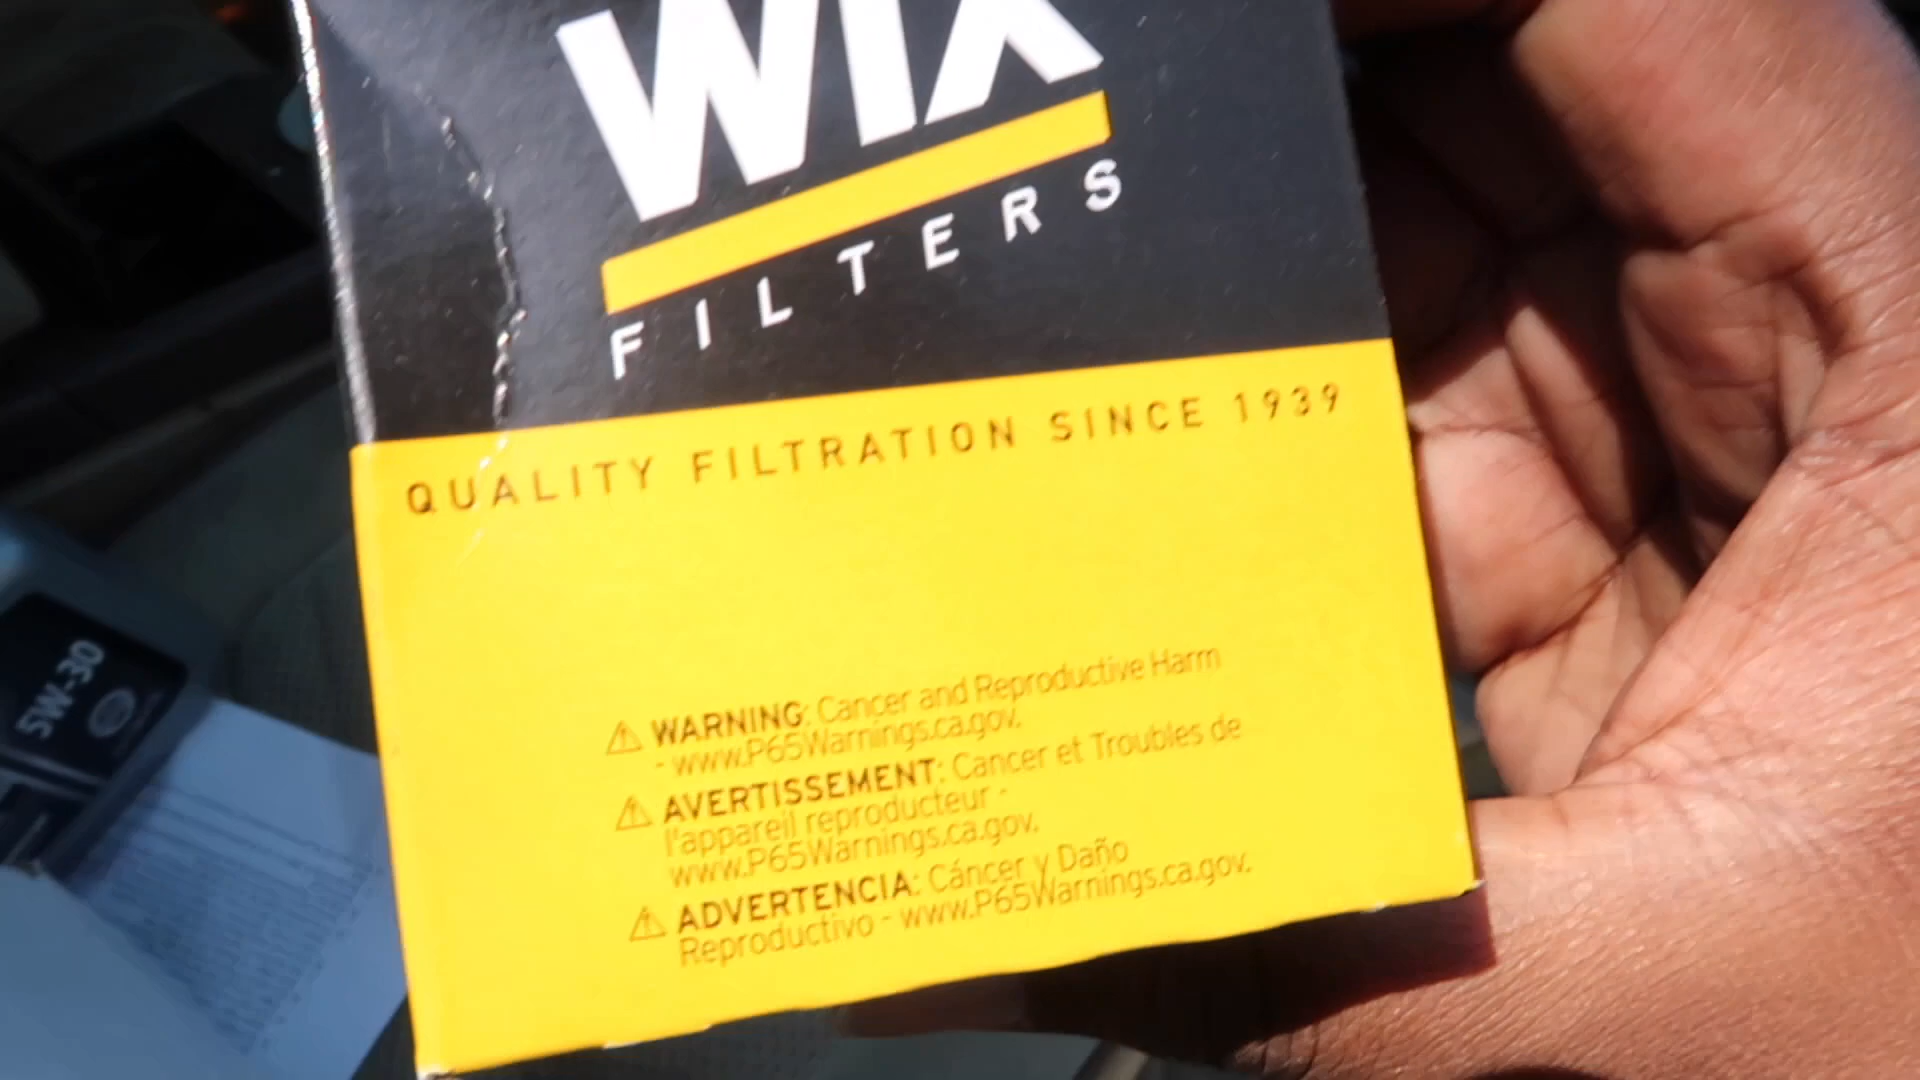 WIX
FILTERS
QUALITY FILTRATION SINCE 1939
WARNING: Cancer and Reproductive Harm
- www.P65Warnings.ca.gov.
AVERTISSEMENT: Cancer et Troubles de
l'appareil reproducteur -
www.P65Warnings.ca.gov.
ADVERTENCIA: Cáncer y Daño
Reproductivo - www.P65Warnings.ca.gov.
5W-30